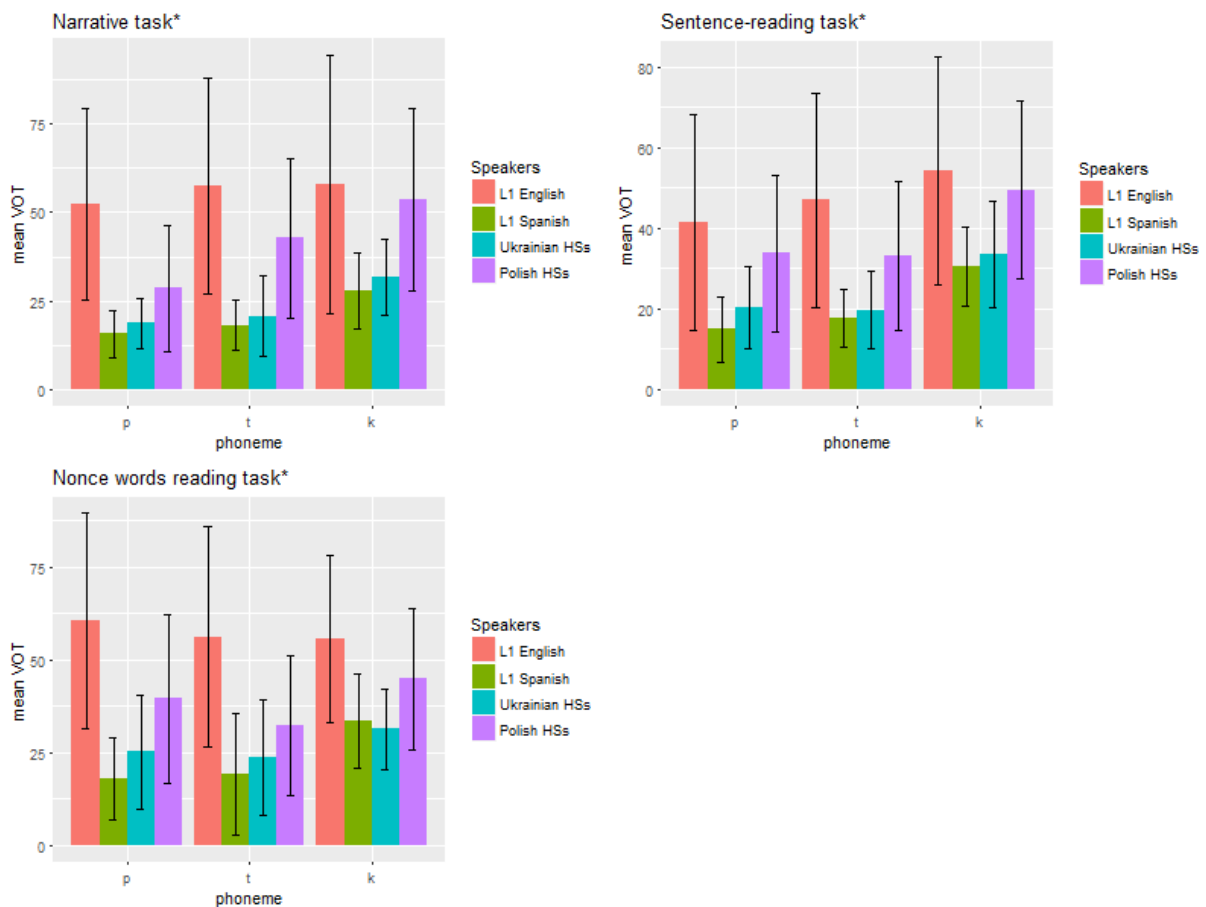 Narrative task*
75
50
25
0
mean VOT
p t k
phoneme
Speakers
L1 English
L1 Spanish
Ukrainian HSs
Polish HSs
Sentence-reading task*
80
60
40
20
0
mean VOT
p t k
phoneme
Speakers
L1 English
L1 Spanish
Ukrainian HSs
Polish HSs
Nonce words reading task*
75
50
25
0
mean VOT
p t k
phoneme
Speakers
L1 English
L1 Spanish
Ukrainian HSs
Polish HSs